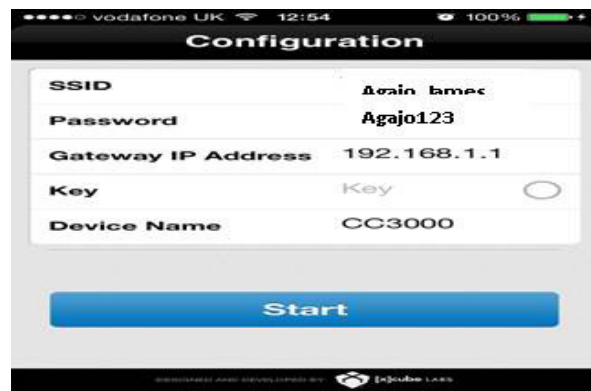 vodafone UK 12:54 100%
Configuration
SSID
Password Agajo123
Gateway IP Address 192.168.1.1
Key Key
Device Name CC3000
Start
DESIGNED AND DEVELOPED BY [x]cube LABS